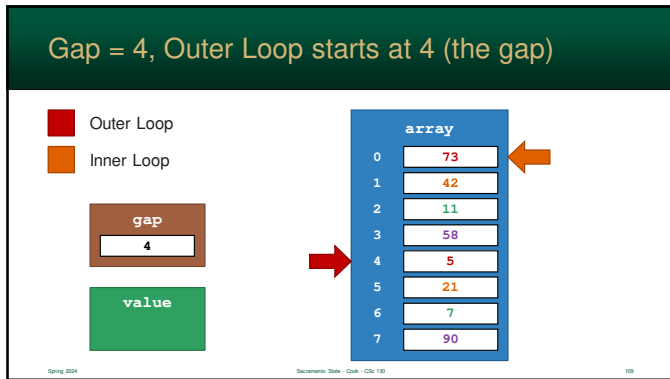 Gap = 4, Outer Loop starts at 4 (the gap)
Outer Loop
Inner Loop
gap
4
value
array
0 73
1 42
2 11
3 58
4 5
5 21
6 7
7 90
Spring 2024 Sacramento State - Cook - CSc 130 109